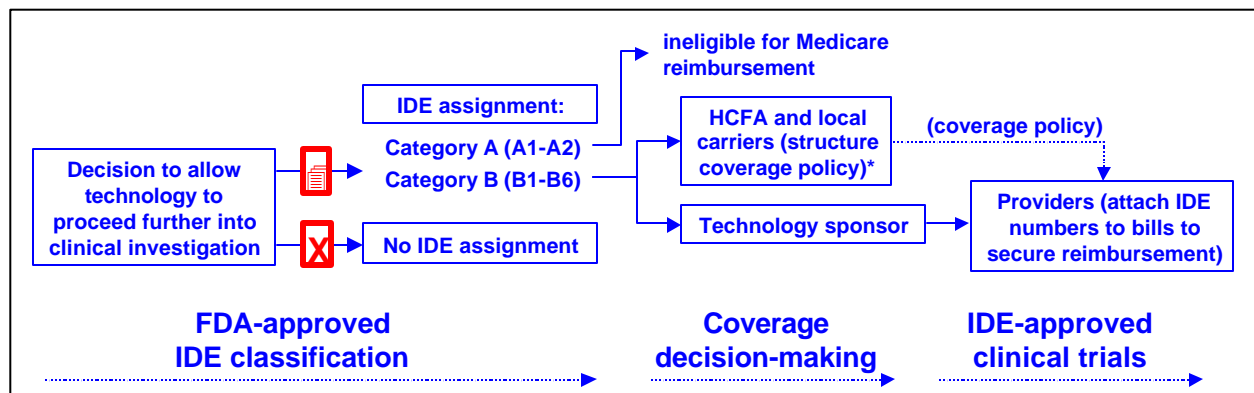 ineligible for Medicare
reimbursement
IDE assignment:
Category A (A1-A2)
Category B (B1-B6)
HCFA and local
carriers (structure
coverage policy)*
(coverage policy)
Decision to allow
technology to
proceed further into
clinical investigation
X
No IDE assignment
Technology sponsor
Providers (attach IDE
numbers to bills to
secure reimbursement)
FDA-approved
IDE classification
Coverage
decision-making
IDE-approved
clinical trials